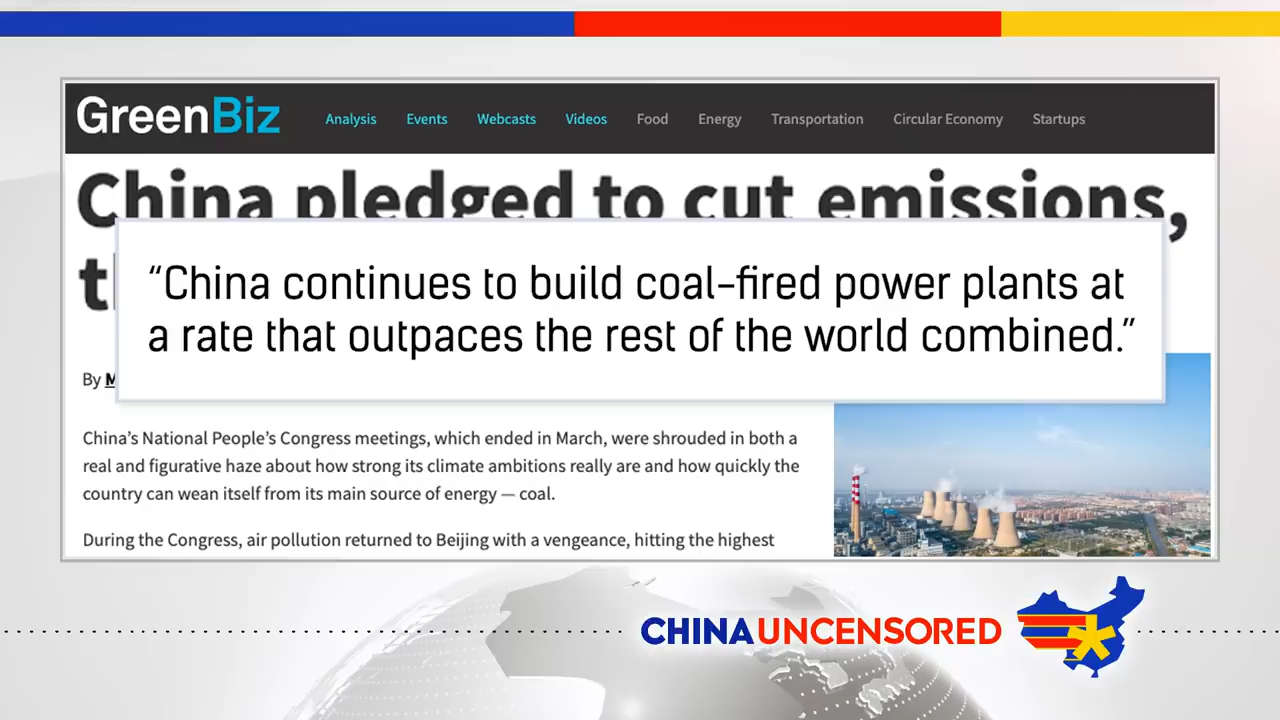 GreenBiz Analysis Events Webcasts Videos Food Energy Transportation Circular Economy Startups
China pledged to cut emissions,
“China continues to build coal-fired power plants at
a rate that outpaces the rest of the world combined.”
By
China’s National People’s Congress meetings, which ended in March, were shrouded in both a
real and figurative haze about how strong its climate ambitions really are and how quickly the
country can wean itself from its main source of energy — coal.
During the Congress, air pollution returned to Beijing with a vengeance, hitting the highest
CHINA UNCENSORED